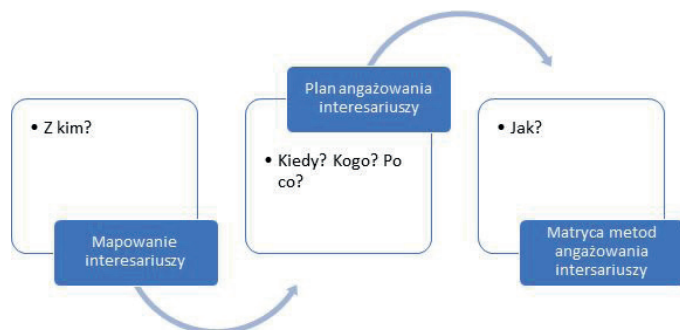 • Z kim?
Mapowanie
interesariuszy
Plan angażowania
interesariuszy
• Kiedy? Kogo? Po
co?
• Jak?
Matryca metod
angażowania
intersariuszy